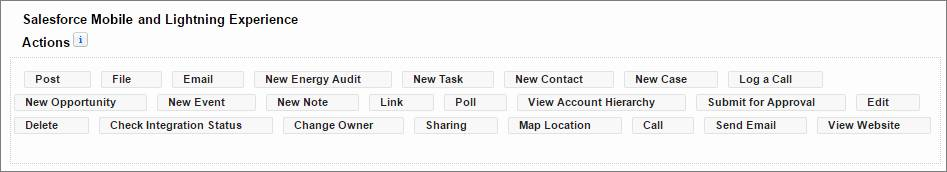 Salesforce Mobile and Lightning Experience
Actions i
Post File Email New Energy Audit New Task New Contact New Case Log a Call
New Opportunity New Event New Note Link Poll View Account Hierarchy Submit for Approval Edit
Delete Check Integration Status Change Owner Sharing Map Location Call Send Email View Website